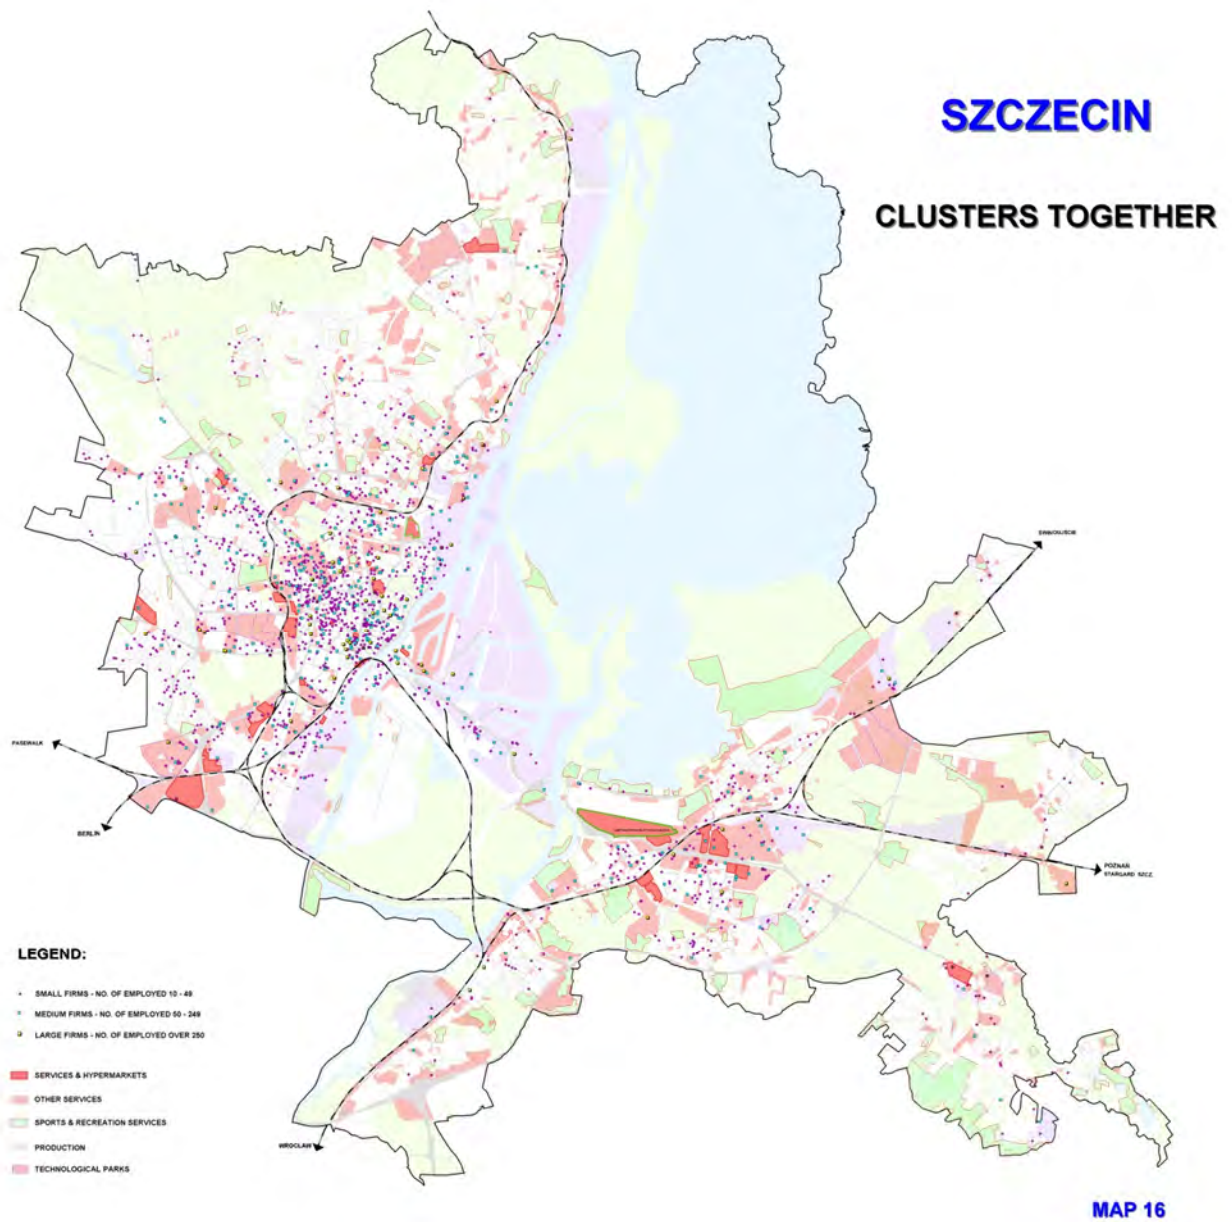 SZCZECIN
CLUSTERS TOGETHER
ŚWINOUJŚCIE
PASEWALK
BERLIN
POZNAŃ
STARGARD SZCZ.
WROCŁAW
LEGEND:
SMALL FIRMS - NO. OF EMPLOYED 10 - 49
MEDIUM FIRMS - NO. OF EMPLOYED 50 - 249
LARGE FIRMS - NO. OF EMPLOYED OVER 250
SERVICES & HYPERMARKETS
OTHER SERVICES
SPORTS & RECREATION SERVICES
PRODUCTION
TECHNOLOGICAL PARKS
MAP 16